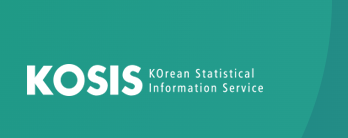 KOSIS KOrean Statistical
Information Service